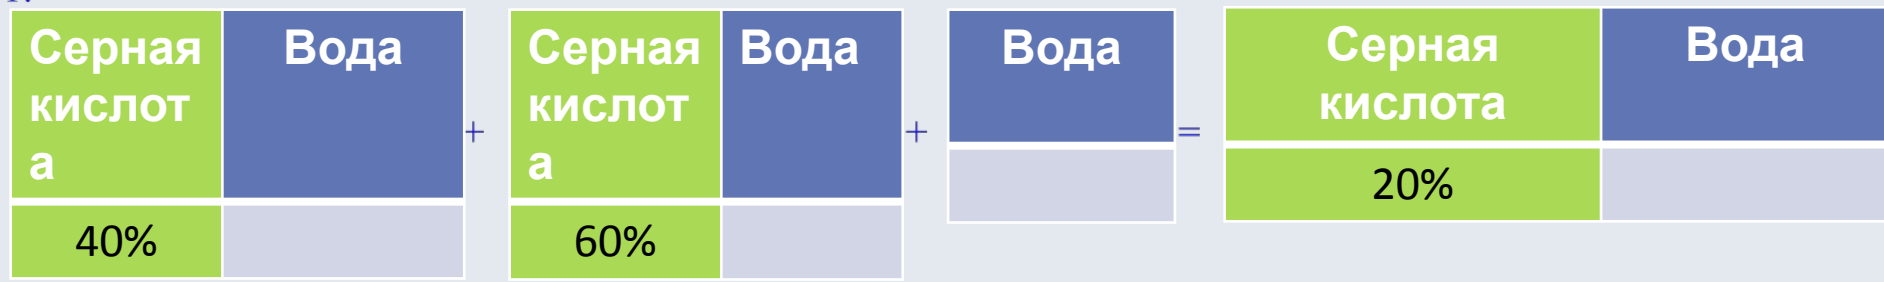 Серная
кислот
а
Вода
40%
+
Серная
кислот
а
Вода
60%
+
Вода
=
Серная
кислота
Вода
20%